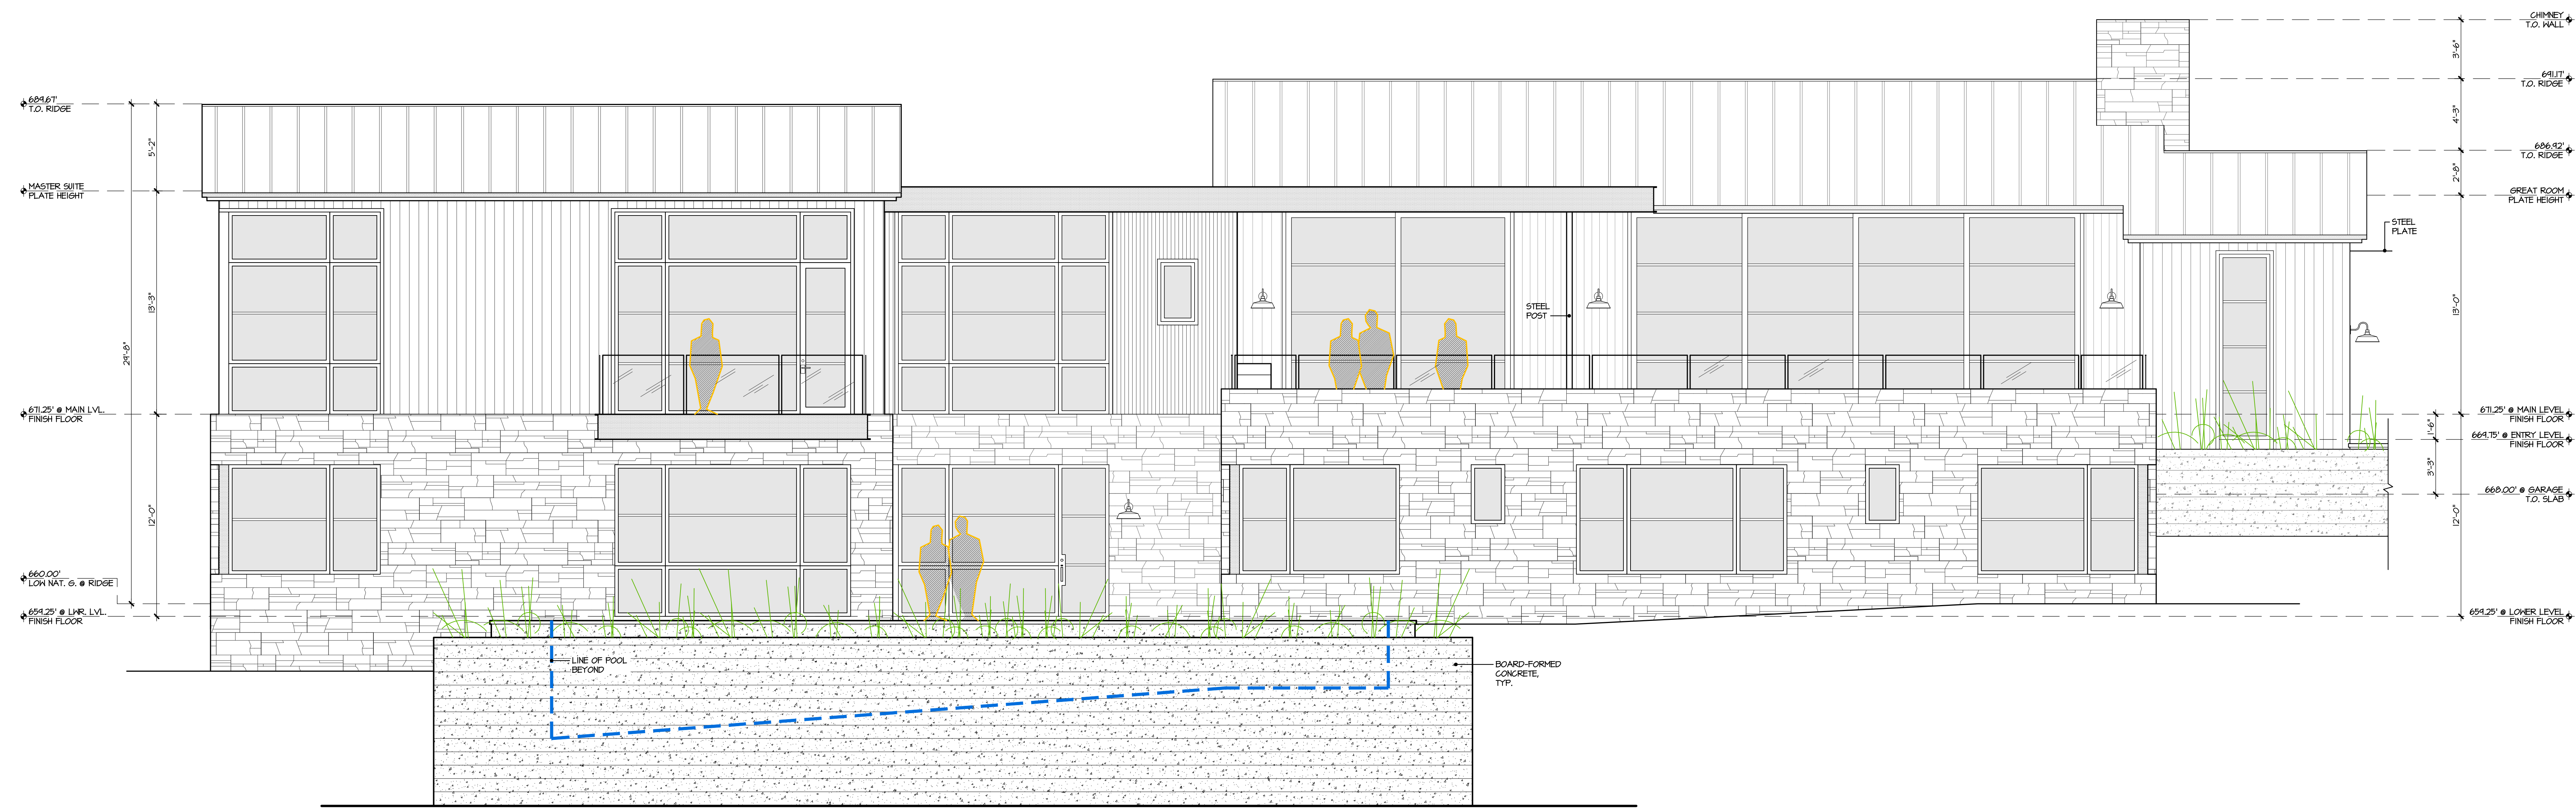 CHIMNEY
T.O. WALL
3'-6"
691.17'
T.O. RIDGE
689.67'
T.O. RIDGE
4'-3"
5'-2"
686.92'
T.O. RIDGE
2'-8"
MASTER SUITE
PLATE HEIGHT
GREAT ROOM
PLATE HEIGHT
STEEL
PLATE
13'-3"
STEEL
POST
13'-0"
29'-8"
671.25' @ MAIN LVL.
FINISH FLOOR
671.25' @ MAIN LEVEL
FINISH FLOOR
1'-6"
669.75' @ ENTRY LEVEL
FINISH FLOOR
3'-3"
668.00' @ GARAGE
T.O. SLAB
12'-0"
12'-0"
660.00'
LOW NAT. G. @ RIDGE
659.25' @ LWR. LVL.
FINISH FLOOR
659.25' @ LOWER LEVEL
FINISH FLOOR
LINE OF POOL
BEYOND
BOARD-FORMED
CONCRETE,
TYP.